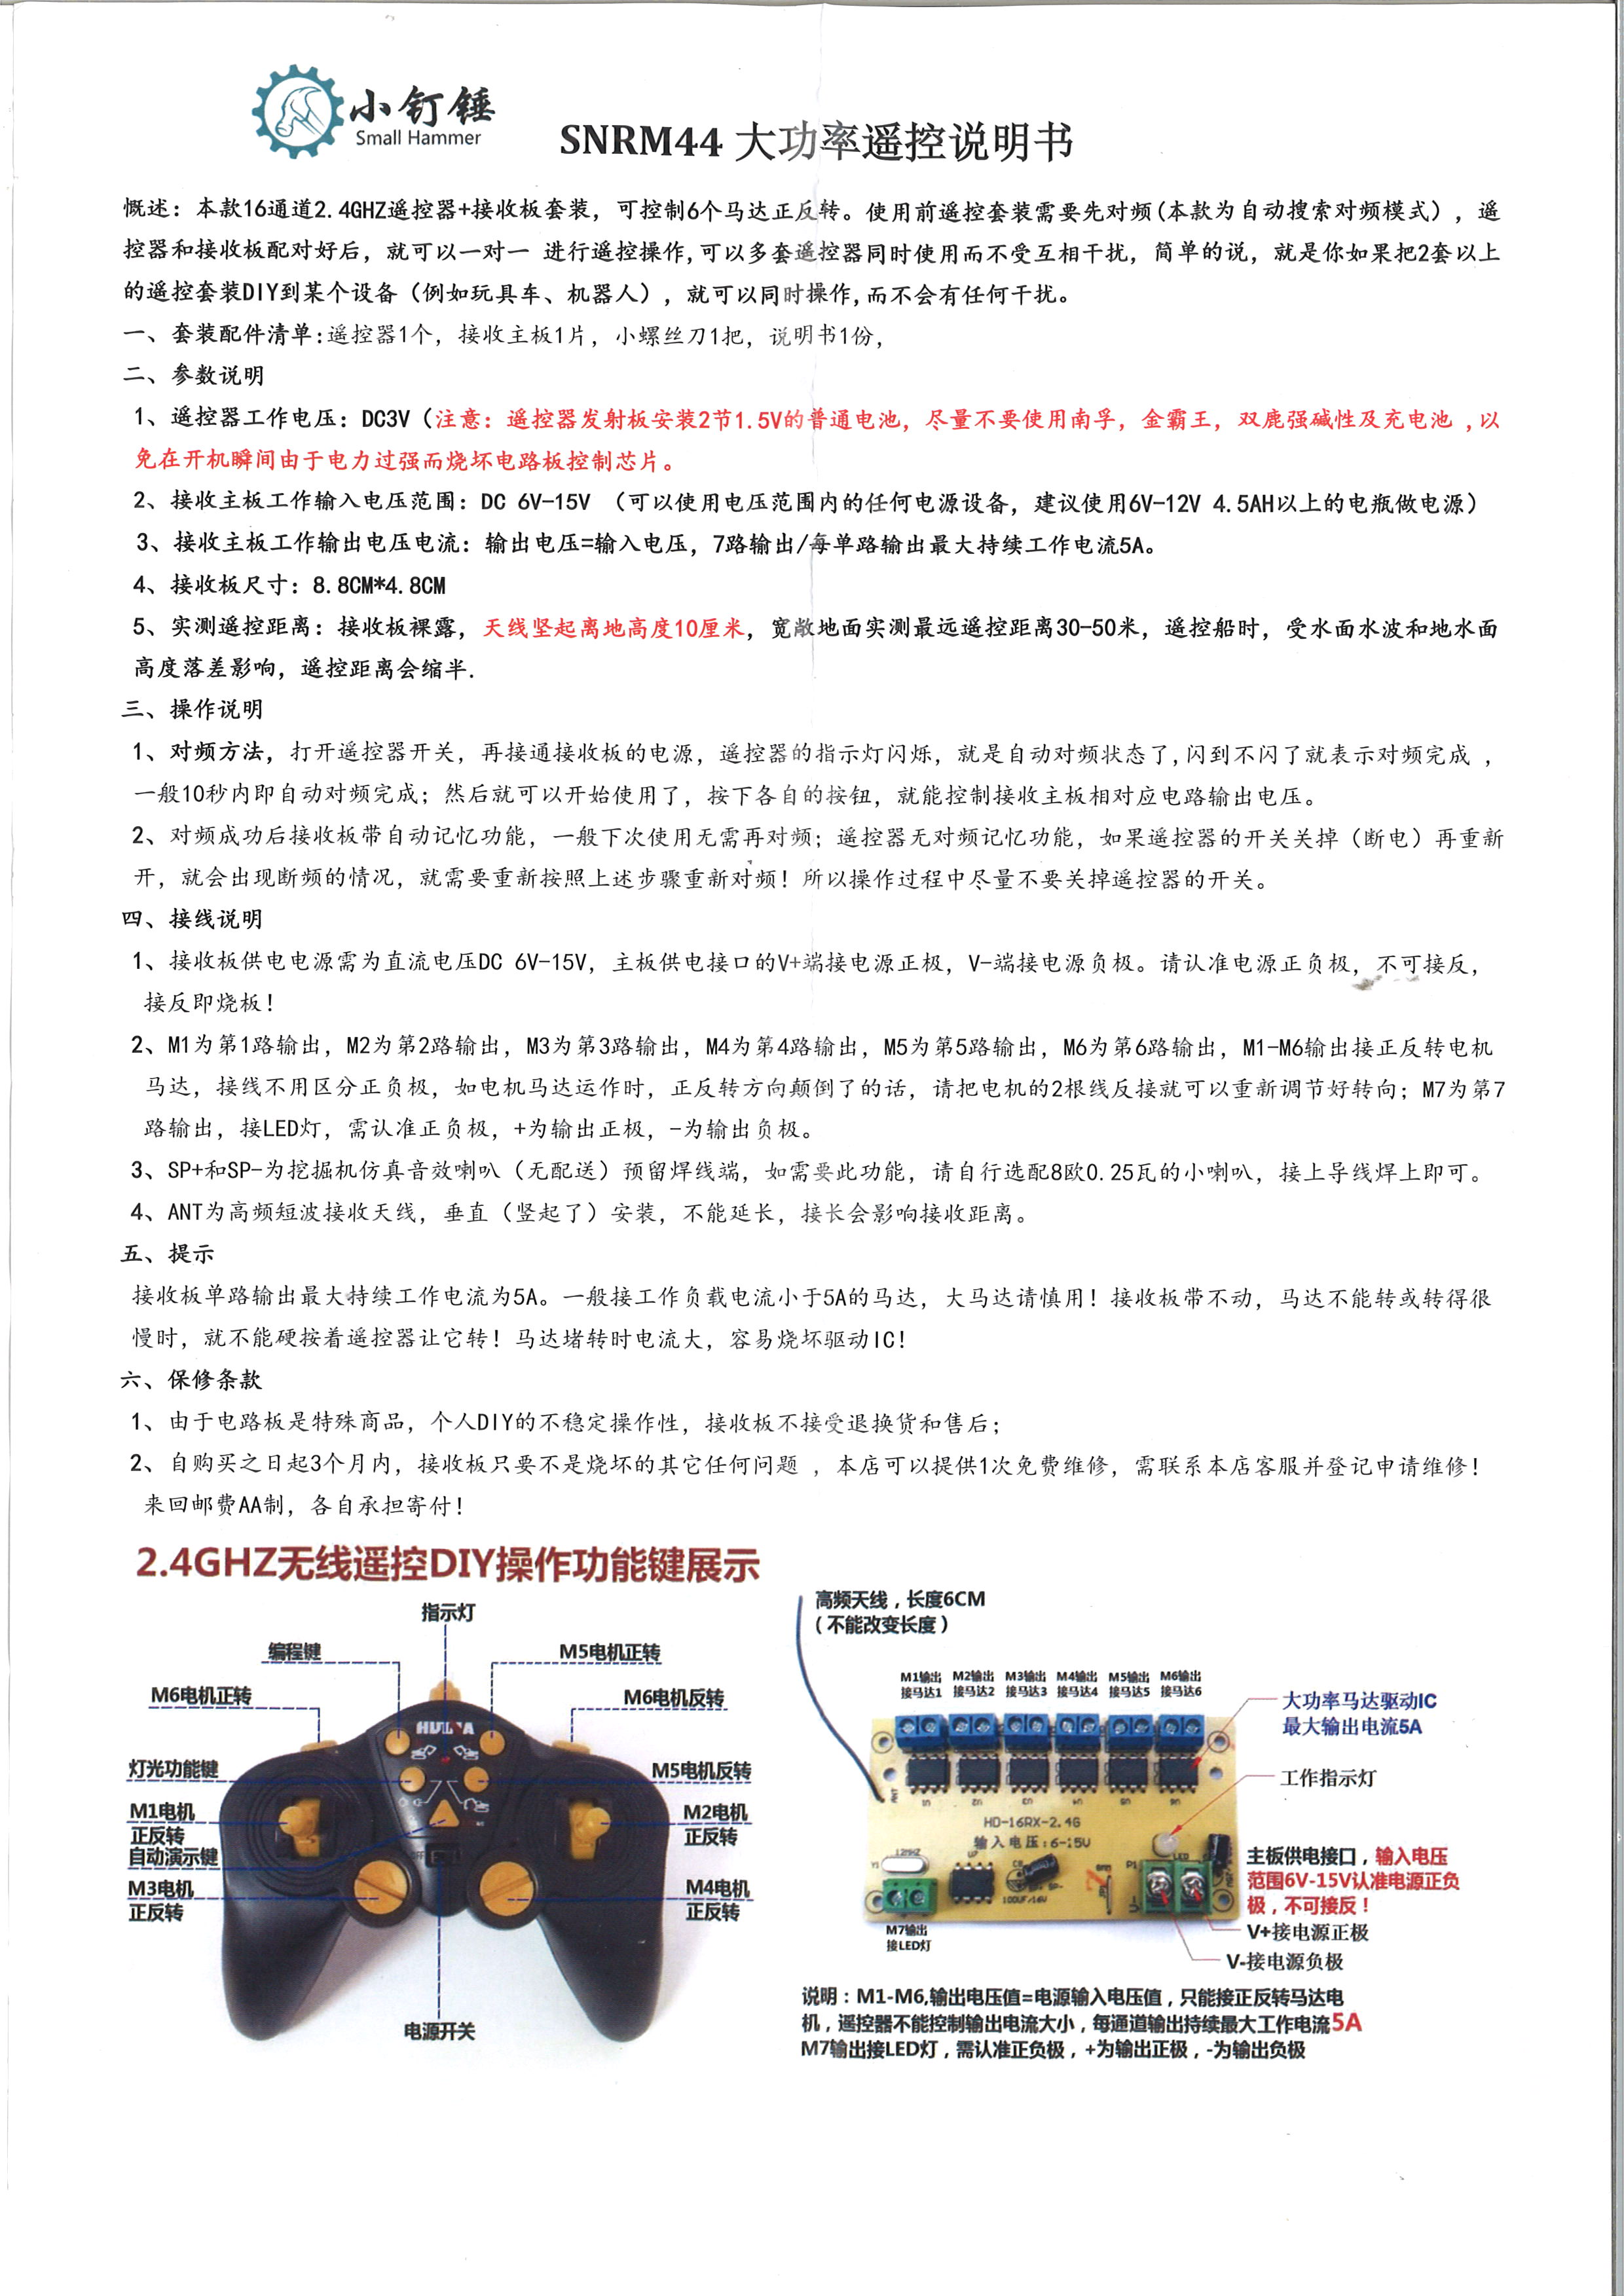 小钉锤
Small Hammer
SNRM44 大功率遥控说明书
慨述：本款16通道2.4GHZ遥控器+接收板套装，可控制6个马达正反转。使用前遥控套装需要先对频(本款为自动搜索对频模式），遥
控器和接收板配对好后，就可以一对一 进行遥控操作,可以多套遥控器同时使用而不受互相干扰，简单的说，就是你如果把2套以上
的遥控套装DIY到某个设备（例如玩具车、机器人），就可以同时操作,而不会有任何干扰。
一、套装配件清单:遥控器1个，接收主板1片，小螺丝刀1把，说明书1份，
二、参数说明
1、遥控器工作电压：DC3V（注意：遥控器发射板安装2节1.5V的普通电池，尽量不要使用南孚，金霸王，双鹿强碱性及充电池 ,以
免在开机瞬间由于电力过强而烧坏电路板控制芯片。
2、接收主板工作输入电压范围：DC 6V-15V （可以使用电压范围内的任何电源设备，建议使用6V-12V 4.5AH以上的电瓶做电源）
3、接收主板工作输出电压电流：输出电压=输入电压，7路输出/每单路输出最大持续工作电流5A。
4、接收板尺寸：8.8CM*4.8CM
5、实测遥控距离：接收板裸露，天线坚起离地高度10厘米，宽敞地面实测最远遥控距离30-50米，遥控船时，受水面水波和地水面
高度落差影响，遥控距离会缩半.
三、操作说明
1、对频方法，打开遥控器开关，再接通接收板的电源，遥控器的指示灯闪烁，就是自动对频状态了,闪到不闪了就表示对频完成 ，
一般10秒内即自动对频完成；然后就可以开始使用了，按下各自的按钮，就能控制接收主板相对应电路输出电压。
2、对频成功后接收板带自动记忆功能，一般下次使用无需再对频；遥控器无对频记忆功能，如果遥控器的开关关掉（断电）再重新
开，就会出现断频的情况，就需要重新按照上述步骤重新对频！所以操作过程中尽量不要关掉遥控器的开关。
四、接线说明
1、接收板供电电源需为直流电压DC 6V-15V，主板供电接口的V+端接电源正极，V-端接电源负极。请认准电源正负极，不可接反，
接反即烧板！
2、M1为第1路输出，M2为第2路输出，M3为第3路输出，M4为第4路输出，M5为第5路输出，M6为第6路输出，M1-M6输出接正反转电机
马达，接线不用区分正负极，如电机马达运作时，正反转方向颠倒了的话，请把电机的2根线反接就可以重新调节好转向；M7为第7
路输出，接LED灯，需认准正负极，+为输出正极，-为输出负极。
3、SP+和SP-为挖掘机仿真音效喇叭（无配送）预留焊线端，如需要此功能，请自行选配8欧0.25瓦的小喇叭，接上导线焊上即可。
4、ANT为高频短波接收天线，垂直（竖起了）安装，不能延长，接长会影响接收距离。
五、提示
接收板单路输出最大持续工作电流为5A。一般接工作负载电流小于5A的马达，大马达请慎用！接收板带不动，马达不能转或转得很
慢时，就不能硬按着遥控器让它转！马达堵转时电流大，容易烧坏驱动IC！
六、保修条款
1、由于电路板是特殊商品，个人DIY的不稳定操作性，接收板不接受退换货和售后；
2、自购买之日起3个月内，接收板只要不是烧坏的其它任何问题 ，本店可以提供1次免费维修，需联系本店客服并登记申请维修！
来回邮费AA制，各自承担寄付！
2.4GHZ无线遥控DIY操作功能键展示
指示灯
编程键
M5电机正转
M6电机正转
M6电机反转
灯光功能键
M5电机反转
M1电机
正反转
M2电机
正反转
自动演示键
M3电机
正反转
M4电机
正反转
OFF
电源开关
高频天线，长度6CM
（不能改变长度）
M1输出 M2输出 M3输出 M4输出 M5输出 M6输出
接马达1 接马达2 接马达3 接马达4 接马达5 接马达6
大功率马达驱动IC
最大输出电流5A
工作指示灯
ANT
U1 U2 U3 U4 U5 U6
HD-16RX-2.4G
输入电压:6-15V
12MHZ
Y1
C8
SP-
100UF/16V
LED
P1
主板供电接口，输入电压
范围6V-15V认准电源正负
极，不可接反！
V+接电源正极
V-接电源负极
M7输出
接LED灯
说明：M1-M6,输出电压值=电源输入电压值，只能接正反转马达电
机，遥控器不能控制输出电流大小，每通道输出持续最大工作电流5A
M7输出接LED灯，需认准正负极，+为输出正极，-为输出负极